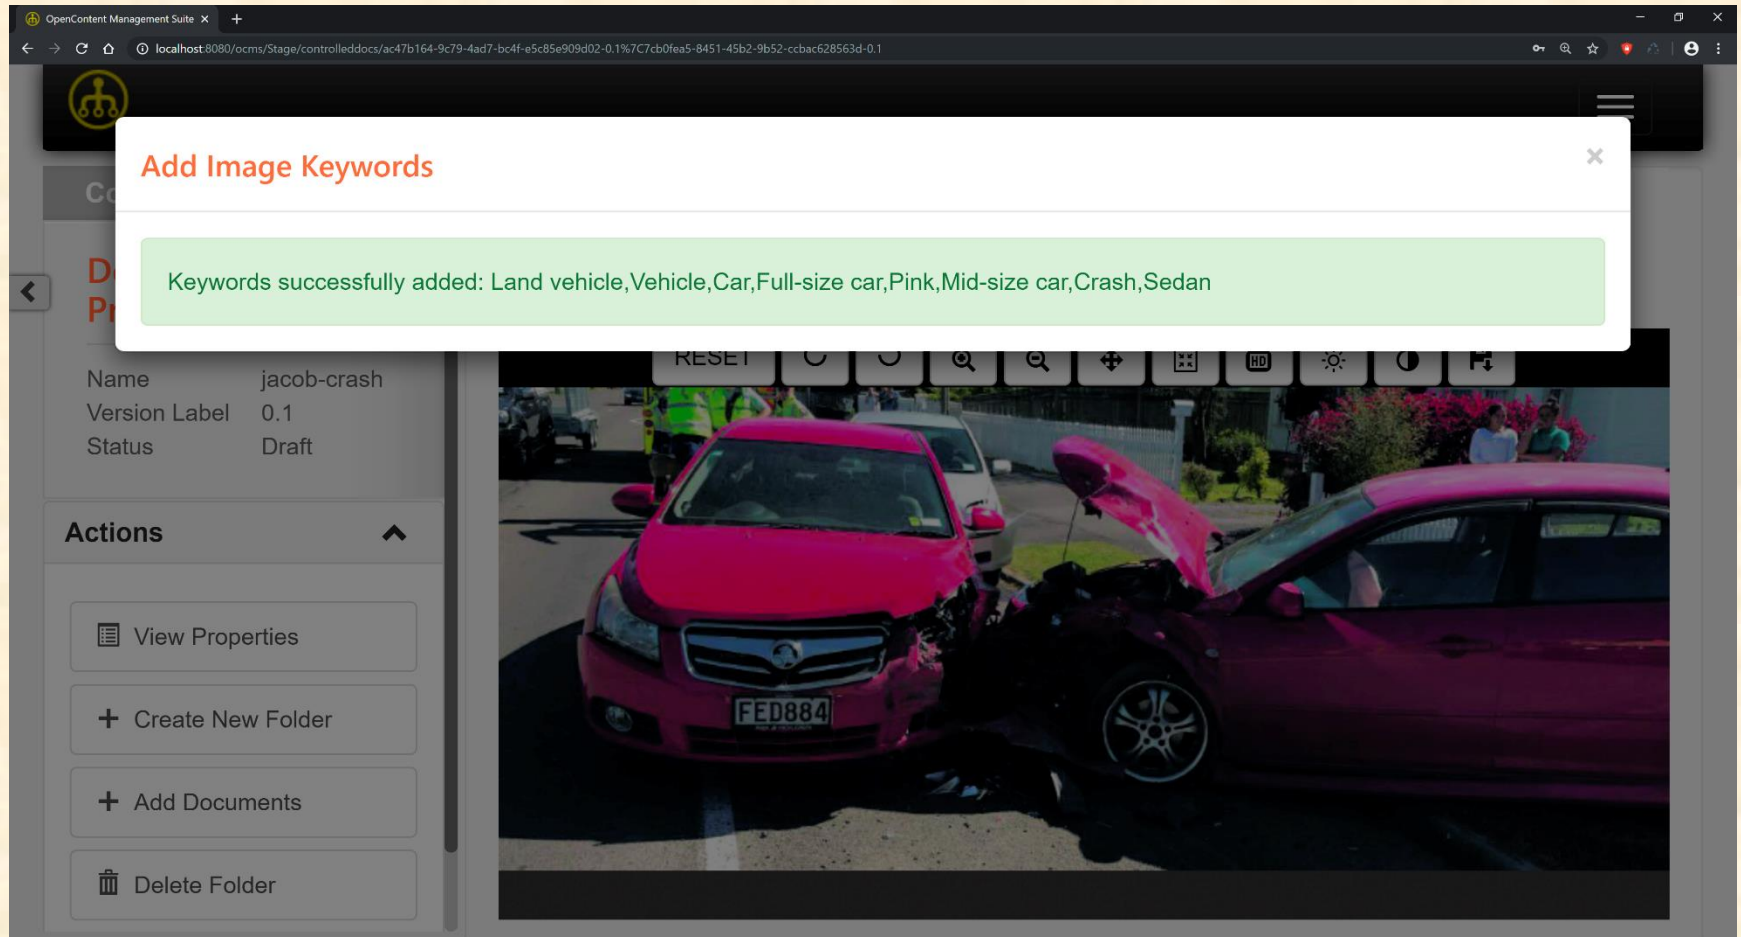 OpenContent Management Suite
localhost:8080/ocms/Stage/controlleddocs/ac47b164-9c79-4ad7-bc4f-e5c85e909d02-0.1%7C7cb0fea5-8451-45b2-9b52-ccbac628563d-0.1
Add Image Keywords
Keywords successfully added: Land vehicle,Vehicle,Car,Full-size car,Pink,Mid-size car,Crash,Sedan
RESET
HD
Name jacob-crash
Version Label 0.1
Status Draft
Actions
View Properties
Create New Folder
Add Documents
Delete Folder
FED884